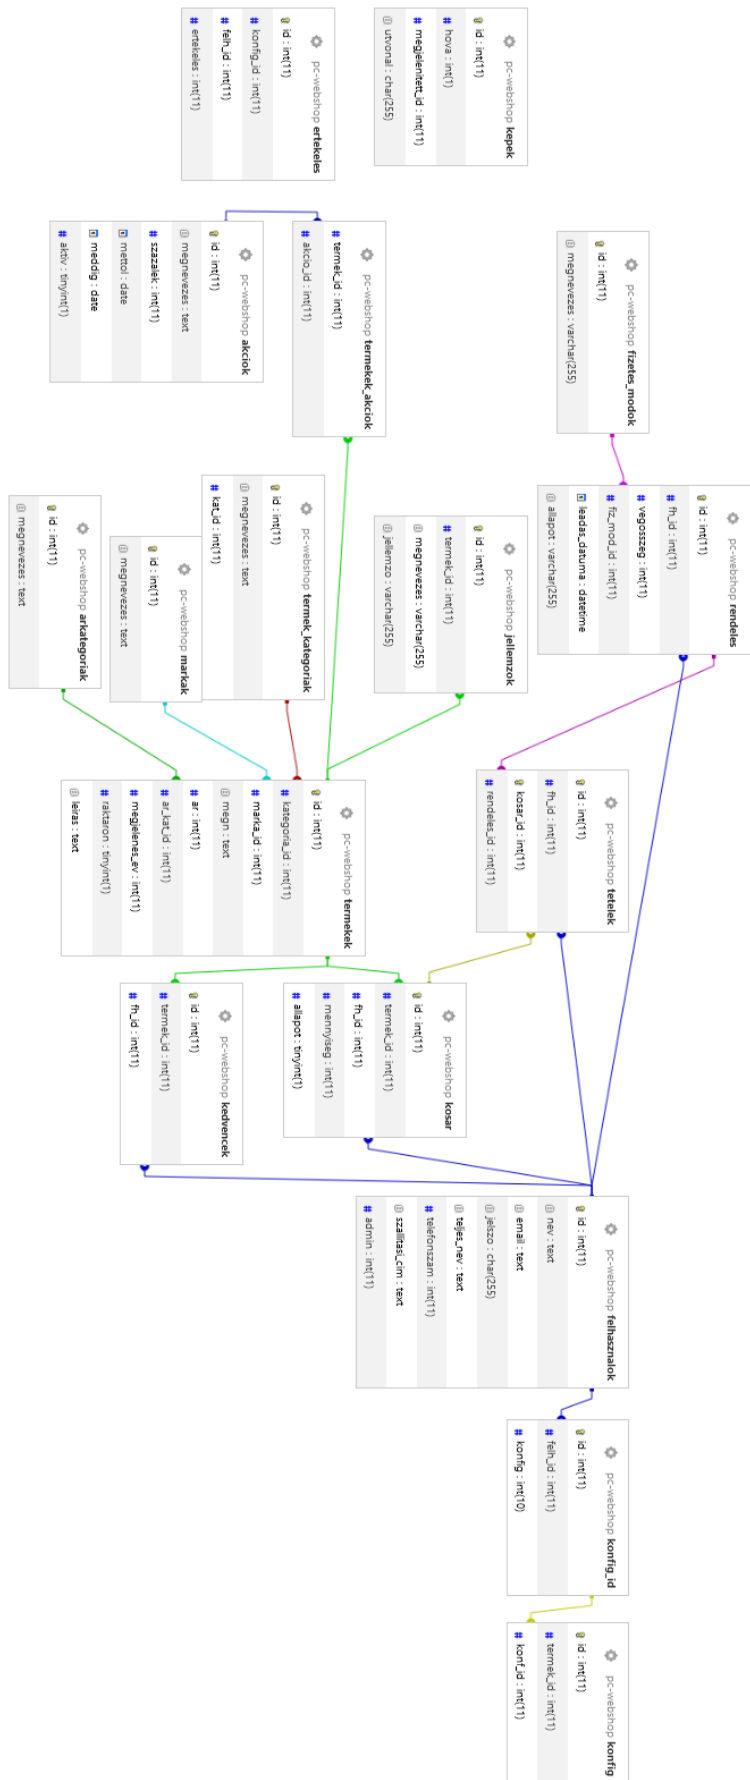 pc-webshop kepek
id : int(11)
hova : int(1)
megjelenitett_id : int(11)
utvonal : char(255)
pc-webshop ertekeles
id : int(11)
konfig_id : int(11)
felh_id : int(11)
ertekeles : int(11)
pc-webshop fizetes_modok
id : int(11)
megnevezes : varchar(255)
pc-webshop termekek_akciok
termek_id : int(11)
akcio_id : int(11)
pc-webshop akciok
id : int(11)
megnevezes : text
szazalek : int(11)
mettol : date
meddig : date
aktiv : tinyint(1)
pc-webshop rendeles
id : int(11)
fh_id : int(11)
vegosszeg : int(11)
fiz_mod_id : int(11)
leadas_datuma : datetime
allapot : varchar(255)
pc-webshop jellemzok
id : int(11)
termek_id : int(11)
megnevezes : varchar(255)
jellemzo : varchar(255)
pc-webshop termek_kategoriak
id : int(11)
megnevezes : text
kat_id : int(11)
pc-webshop markak
id : int(11)
megnevezes : text
pc-webshop arkategoriak
id : int(11)
megnevezes : text
pc-webshop tetelek
id : int(11)
fh_id : int(11)
kosar_id : int(11)
rendeles_id : int(11)
pc-webshop termekek
id : int(11)
kategoria_id : int(11)
marka_id : int(11)
megn : text
ar : int(11)
ar_kat_id : int(11)
megjelenes_ev : int(11)
raktaron : tinyint(1)
leiras : text
pc-webshop kosar
id : int(11)
termek_id : int(11)
fh_id : int(11)
mennyiseg : int(11)
allapot : tinyint(1)
pc-webshop kedvencek
id : int(11)
termek_id : int(11)
fh_id : int(11)
pc-webshop felhasznalok
id : int(11)
nev : text
email : text
jelszo : char(255)
teljes_nev : text
telefonszam : int(11)
szallitasi_cim : text
admin : int(11)
pc-webshop konfig_id
id : int(11)
felh_id : int(11)
konfig : int(10)
pc-webshop konfig
id : int(11)
termek_id : int(11)
konf_id : int(11)